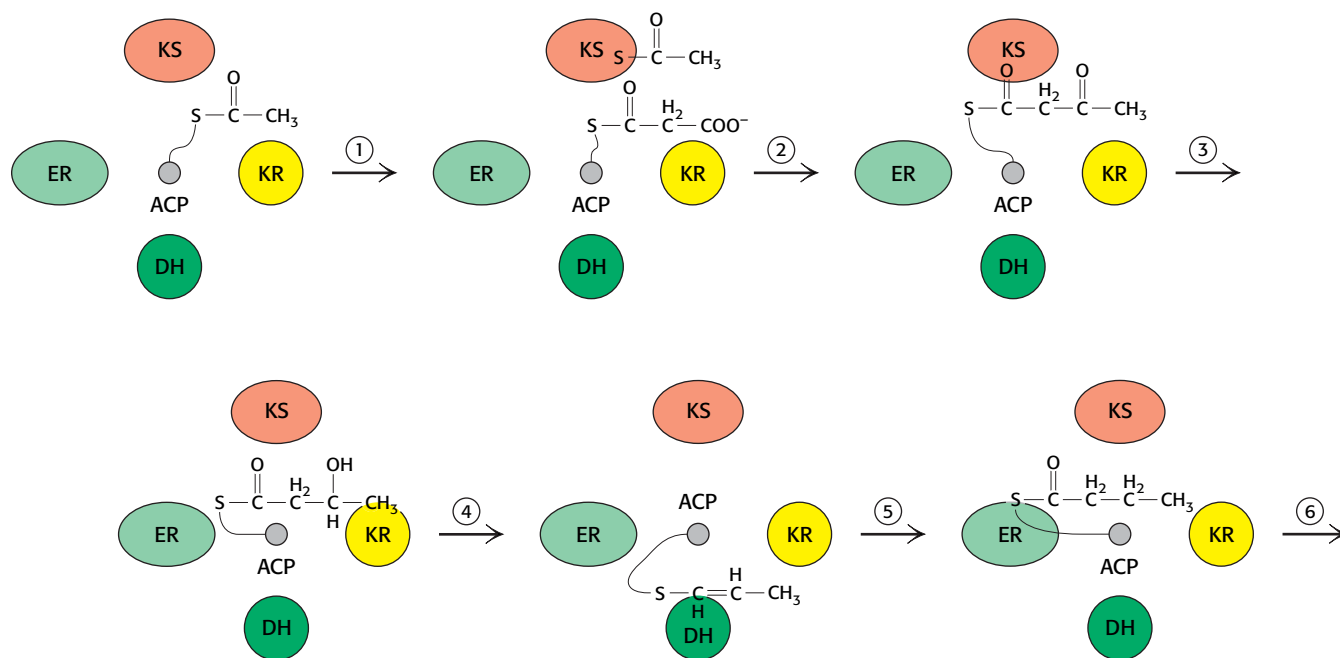 KS
O
S—C—CH₃
ER
ACP
KR
DH
①
KS
O
S—C—CH₃
O
H₂
S—C—C—COO⁻
ER
ACP
KR
DH
②
KS
O
H₂
O
S—C—C—C—CH₃
ER
ACP
KR
DH
③
KS
O
H₂
OH
S—C—C—C—CH₃
H
ER
ACP
KR
DH
④
KS
ACP
ER
KR
H
S—C=C—CH₃
H
DH
⑤
KS
O
H₂
H₂
S—C—C—C—CH₃
ER
ACP
KR
DH
⑥